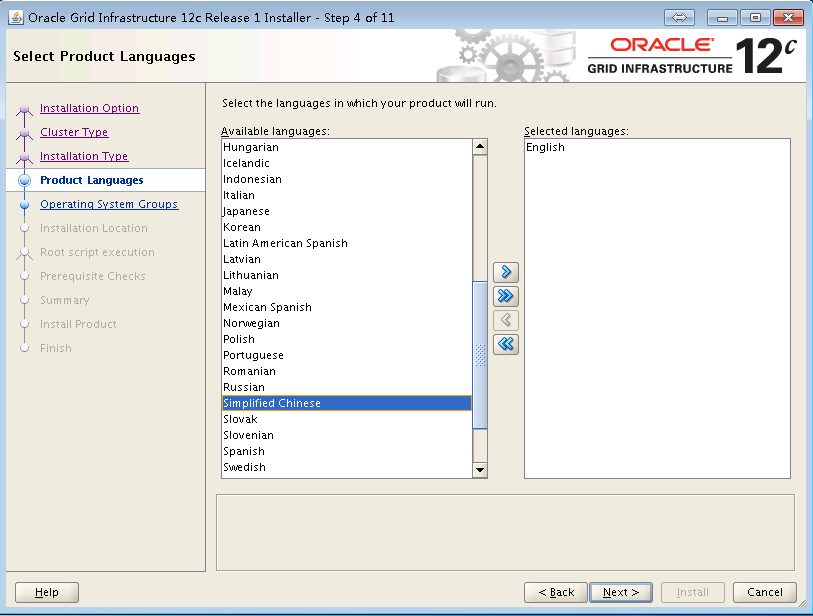 Oracle Grid Infrastructure 12c Release 1 Installer - Step 4 of 11
Select Product Languages
ORACLE
GRID INFRASTRUCTURE
12c
Installation Option
Cluster Type
Installation Type
Product Languages
Operating System Groups
Installation Location
Root script execution
Prerequisite Checks
Summary
Install Product
Finish
Select the languages in which your product will run.
Available languages:
Hungarian
Icelandic
Indonesian
Italian
Japanese
Korean
Latin American Spanish
Latvian
Lithuanian
Malay
Mexican Spanish
Norwegian
Polish
Portuguese
Romanian
Russian
Simplified Chinese
Slovak
Slovenian
Spanish
Swedish
Selected languages:
English
Help
< Back
Next >
Install
Cancel